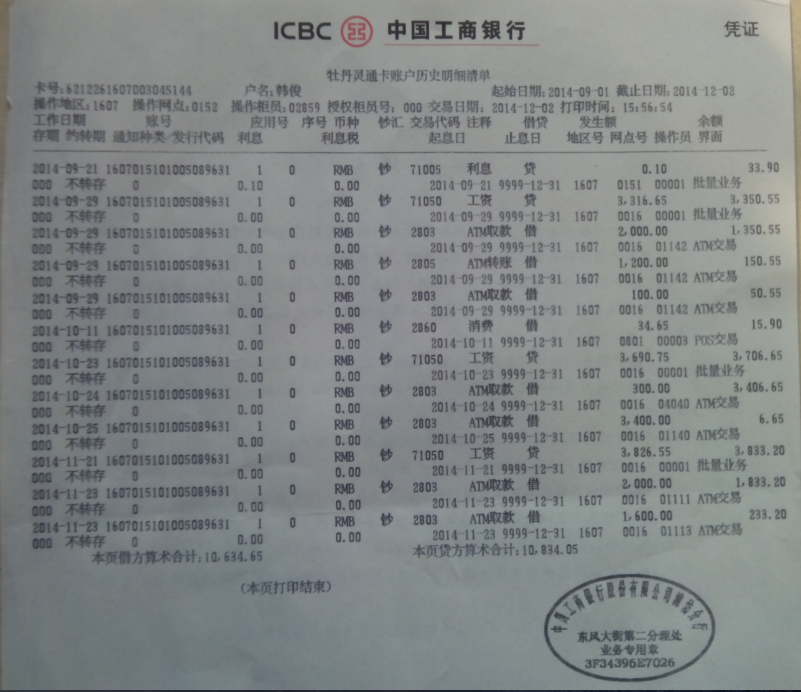 ICBC 中国工商银行 凭证
牡丹灵通卡账户历史明细清单
卡号:6212261607003045144 户名:韩俊 起始日期:2014-09-01 截止日期:2014-12-02
操作地区:1607 操作网点:0152 操作柜员:02859 授权柜员号: 000 交易日期: 2014-12-02 打印时间: 15:56:54
工作日期 账号 应用号 序号 币种 钞汇 交易代码 注释 借贷 发生额 余额
存期 约转期 通知种类/发行代码 利息 利息税 起息日 止息日 地区号 网点号 操作员 界面
2014-09-21 1607015101005089631 1 0 RMB 钞 71005 利息 贷 0.10 33.90
000 不转存 0 0.10 0.00 2014-09-21 9999-12-31 1607 0151 00001 批量业务
2014-09-29 1607015101005089631 1 0 RMB 钞 71050 工资 贷 3,316.65 3,350.55
000 不转存 0 0.00 0.00 2014-09-29 9999-12-31 1607 0016 00001 批量业务
2014-09-29 1607015101005089631 1 0 RMB 钞 2803 ATM取款 借 2,000.00 1,350.55
000 不转存 0 0.00 0.00 2014-09-29 9999-12-31 1607 0016 01142 ATM交易
2014-09-29 1607015101005089631 1 0 RMB 钞 2805 ATM转账 借 1,200.00 150.55
000 不转存 0 0.00 0.00 2014-09-29 9999-12-31 1607 0016 01142 ATM交易
2014-09-29 1607015101005089631 1 0 RMB 钞 2803 ATM取款 借 100.00 50.55
000 不转存 0 0.00 0.00 2014-09-29 9999-12-31 1607 0016 01142 ATM交易
2014-10-11 1607015101005089631 1 0 RMB 钞 2860 消费 借 34.65 15.90
000 不转存 0 0.00 0.00 2014-10-11 9999-12-31 1607 0801 00003 POS交易
2014-10-23 1607015101005089631 1 0 RMB 钞 71050 工资 贷 3,690.75 3,706.65
000 不转存 0 0.00 0.00 2014-10-23 9999-12-31 1607 0016 00001 批量业务
2014-10-24 1607015101005089631 1 0 RMB 钞 2803 ATM取款 借 300.00 3,406.65
000 不转存 0 0.00 0.00 2014-10-24 9999-12-31 1607 0016 04040 ATM交易
2014-10-25 1607015101005089631 1 0 RMB 钞 2803 ATM取款 借 3,400.00 6.65
000 不转存 0 0.00 0.00 2014-10-25 9999-12-31 1607 0016 01140 ATM交易
2014-11-21 1607015101005089631 1 0 RMB 钞 71050 工资 贷 3,826.55 3,833.20
000 不转存 0 0.00 0.00 2014-11-21 9999-12-31 1607 0016 00001 批量业务
2014-11-23 1607015101005089631 1 0 RMB 钞 2803 ATM取款 借 2,000.00 1,833.20
000 不转存 0 0.00 0.00 2014-11-23 9999-12-31 1607 0016 01111 ATM交易
2014-11-23 1607015101005089631 1 0 RMB 钞 2803 ATM取款 借 1,600.00 233.20
000 不转存 0 0.00 0.00 2014-11-23 9999-12-31 1607 0016 01113 ATM交易
本页借方算术合计:10,634.65 本页贷方算术合计:10,834.05
(本页打印结束)
中国工商银行股份有限公司潍坊分行
东风大街第二分理处
业务专用章
3F34396E7026